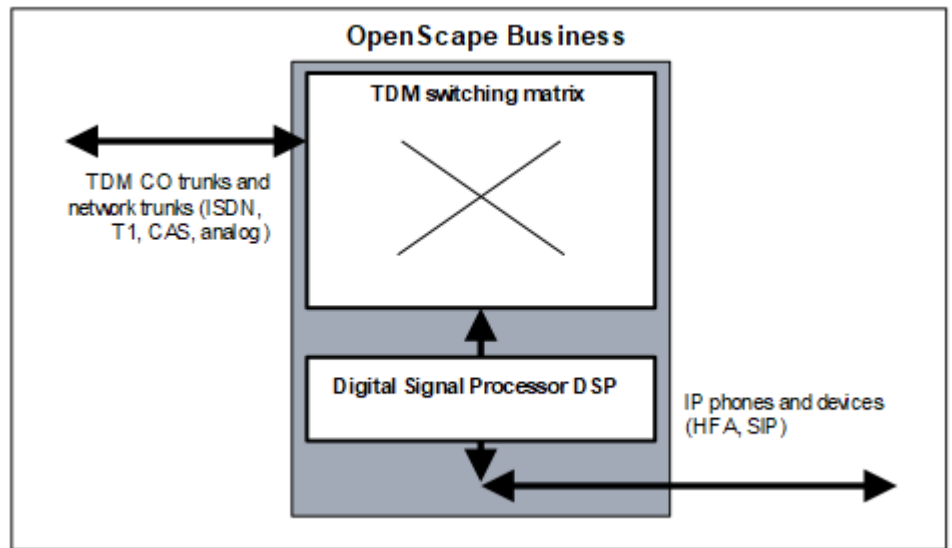 OpenScape Business
TDM switching matrix
TDM CO trunks and
network trunks (ISDN,
T1, CAS, analog)
Digital Signal Processor DSP
IP phones and devices
(HFA, SIP)